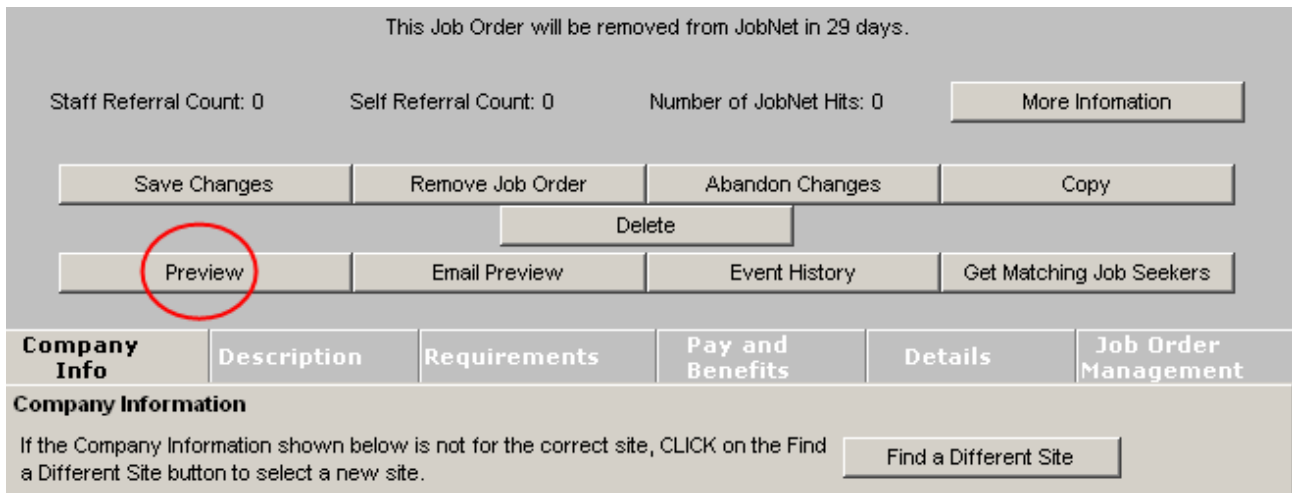 This Job Order will be removed from JobNet in 29 days.
Staff Referral Count: 0 Self Referral Count: 0 Number of JobNet Hits: 0 More Infomation
Save Changes Remove Job Order Abandon Changes Copy
Delete
Preview Email Preview Event History Get Matching Job Seekers
Company Info Description Requirements Pay and Benefits Details Job Order Management
Company Information
If the Company Information shown below is not for the correct site, CLICK on the Find
a Different Site button to select a new site.
Find a Different Site